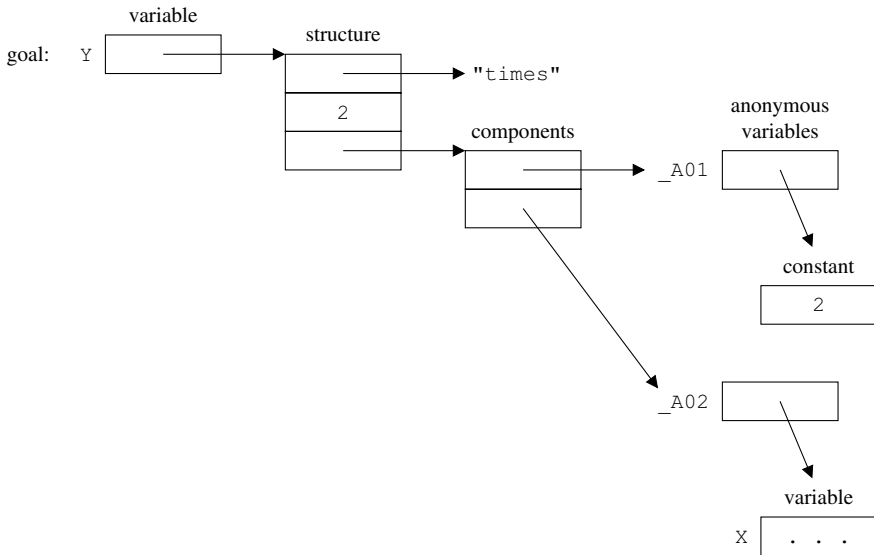 variable
goal: Y
structure
"times"
2
components
anonymous
variables
_A01
constant
2
_A02
variable
X . . .